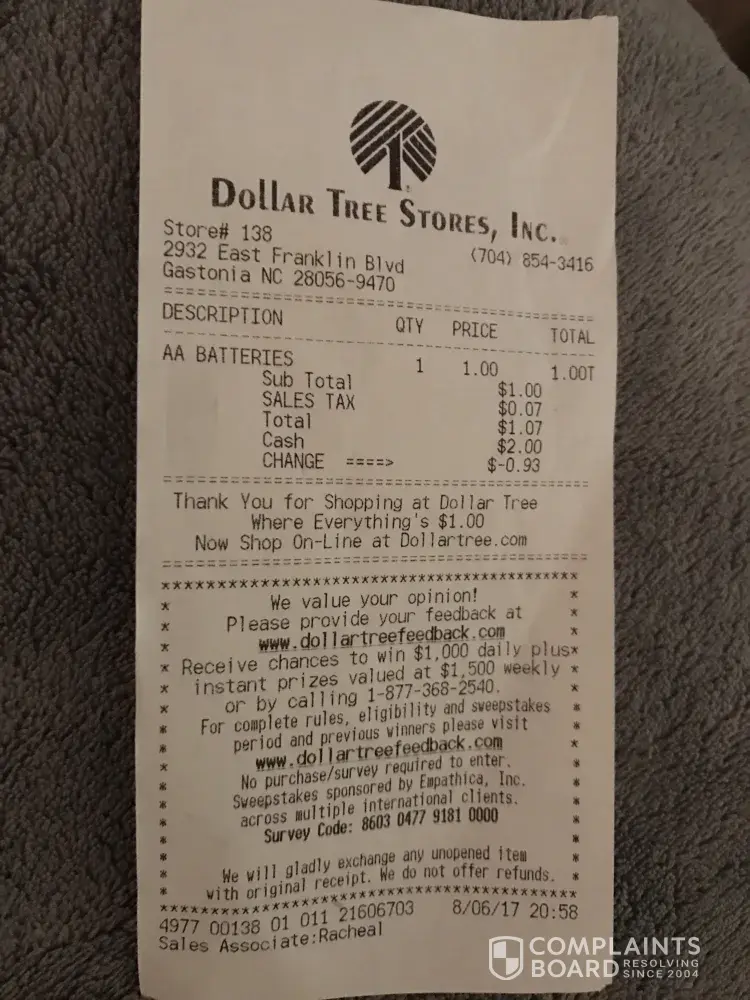 1
Dollar Tree Stores, Inc.
Store# 138
2932 East Franklin Blvd (704) 854-3416
Gastonia NC 28056-9470
==================================================
DESCRIPTION QTY PRICE TOTAL
--------------------------------------------------
AA BATTERIES 1 1.00 1.00T
Sub Total $1.00
SALES TAX $0.07
Total $1.07
Cash $2.00
CHANGE ====> $-0.93
==================================================
Thank You for Shopping at Dollar Tree
Where Everything's $1.00
Now Shop On-Line at Dollartree.com
==================================================
**************************************************
* We value your opinion! *
* Please provide your feedback at *
* www.dollartreefeedback.com *
* Receive chances to win $1,000 daily plus*
* instant prizes valued at $1,500 weekly *
* or by calling 1-877-368-2540. *
* For complete rules, eligibility and sweepstakes *
* period and previous winners please visit *
* www.dollartreefeedback.com *
* No purchase/survey required to enter. *
* Sweepstakes sponsored by Empathica, Inc. *
* across multiple international clients. *
* Survey Code: 8603 0477 9181 0000 *
* We will gladly exchange any unopened item *
* with original receipt. We do not offer refunds. *
**************************************************
4977 00138 01 011 21606703 8/06/17 20:58
Sales Associate:Racheal
COMPLAINTS
BOARD RESOLVING SINCE 2004